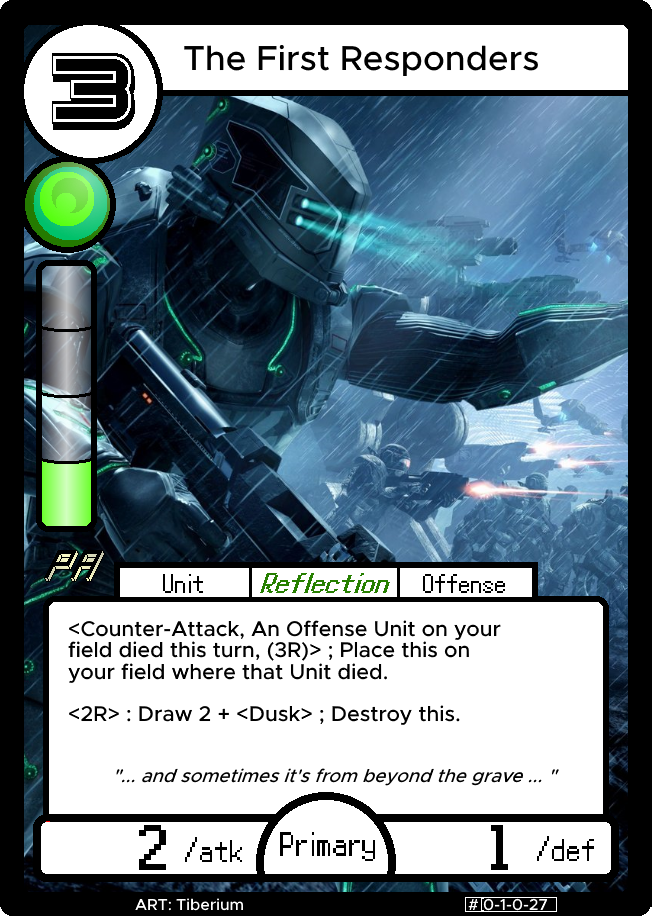 3
The First Responders
Unit
Reflection
Offense
<Counter-Attack, An Offense Unit on your
field died this turn, (3R)> ; Place this on
your field where that Unit died.
<2R> : Draw 2 + <Dusk> ; Destroy this.
"... and sometimes it's from beyond the grave ... "
2 /atk
Primary
1 /def
ART: Tiberium
#0-1-0-27